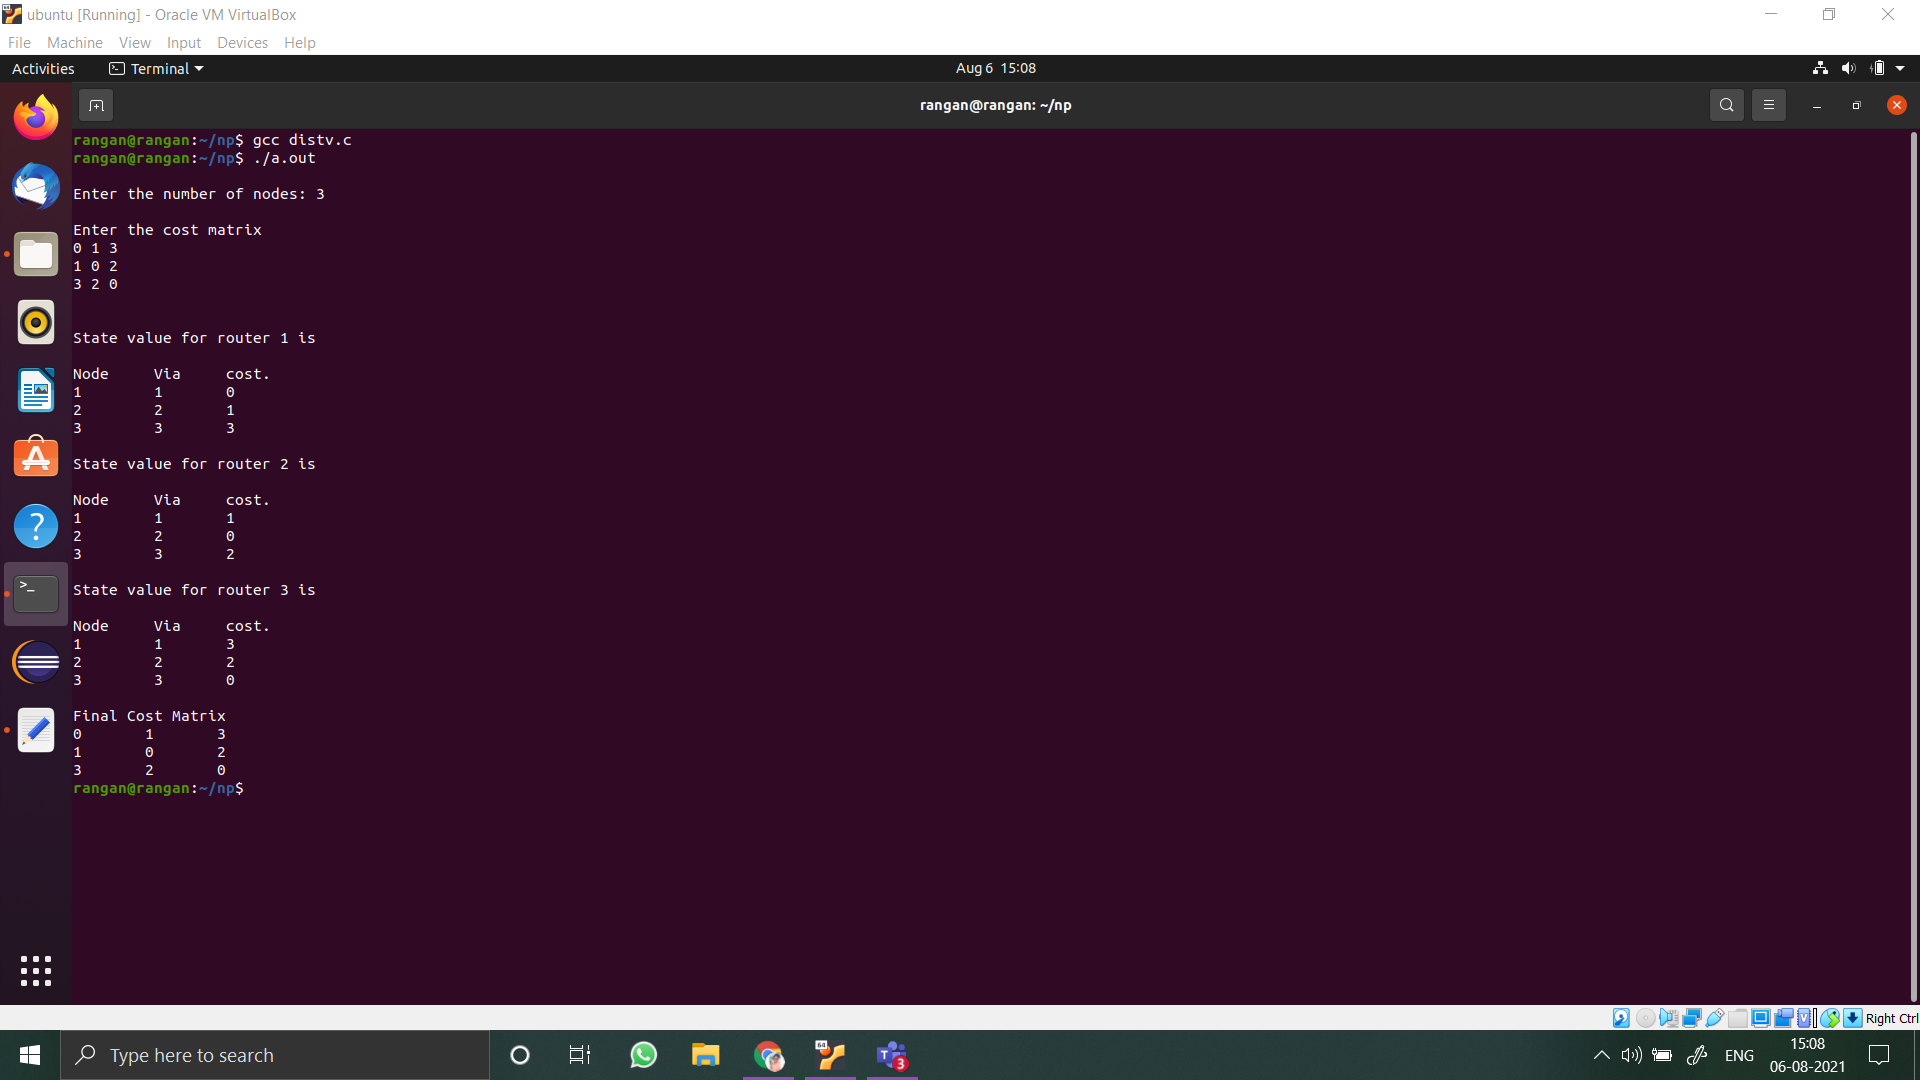 ubuntu [Running] - Oracle VM VirtualBox
File Machine View Input Devices Help
Activities Terminal Aug 6 15:08
rangan@rangan: ~/np
rangan@rangan:~/np$ gcc distv.c
rangan@rangan:~/np$ ./a.out
Enter the number of nodes: 3
Enter the cost matrix
0 1 3
1 0 2
3 2 0
State value for router 1 is
Node Via cost.
1 1 0
2 2 1
3 3 3
State value for router 2 is
Node Via cost.
1 1 1
2 2 0
3 3 2
State value for router 3 is
Node Via cost.
1 1 3
2 2 2
3 3 0
Final Cost Matrix
0 1 3
1 0 2
3 2 0
rangan@rangan:~/np$
Right Ctrl
Type here to search
64
3
ENG
15:08
06-08-2021